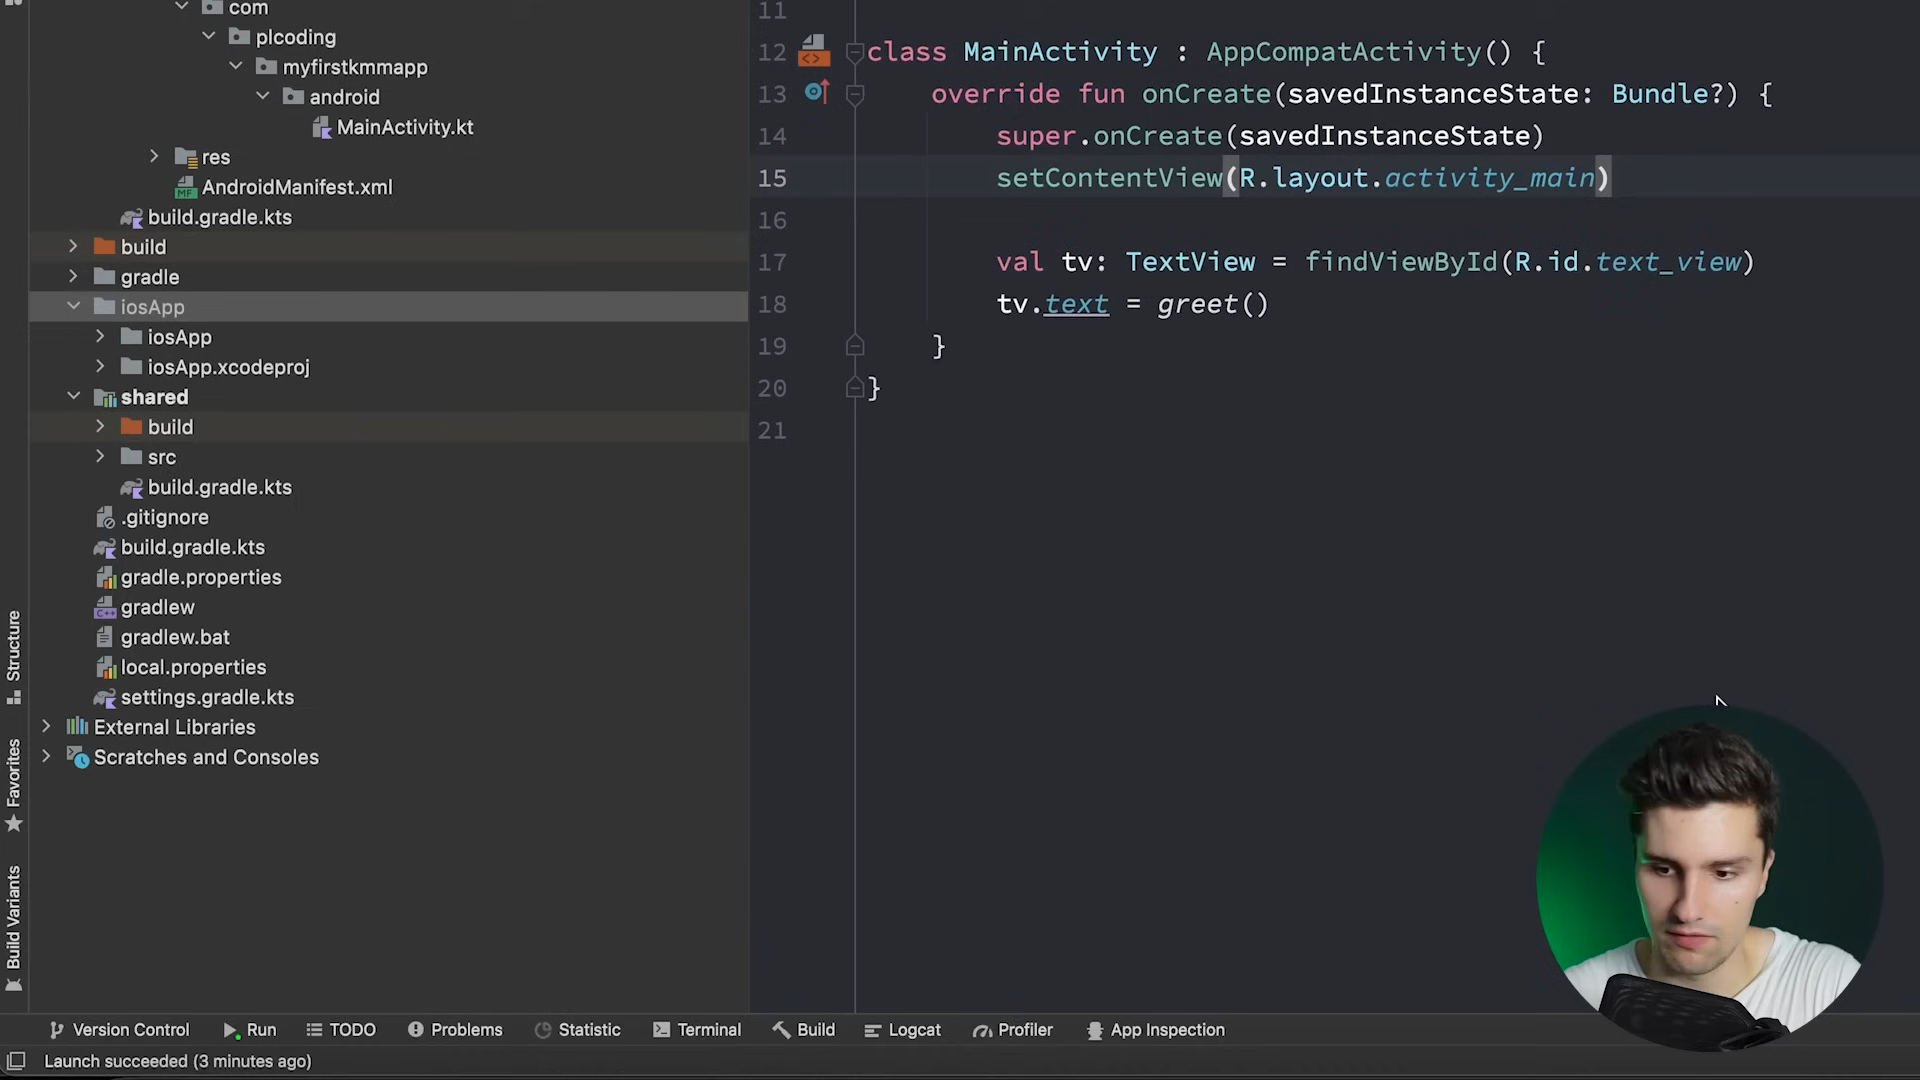 com
plcoding
myfirstkmmapp
android
MainActivity.kt
res
MF
AndroidManifest.xml
build.gradle.kts
build
gradle
iosApp
iosApp
iosApp.xcodeproj
shared
build
src
build.gradle.kts
.gitignore
build.gradle.kts
gradle.properties
C++
gradlew
gradlew.bat
local.properties
settings.gradle.kts
External Libraries
Scratches and Consoles
Structure
Favorites
Build Variants
11
12 class MainActivity : AppCompatActivity() {
13 override fun onCreate(savedInstanceState: Bundle?) {
14 super.onCreate(savedInstanceState)
15 setContentView(R.layout.activity_main)
16
17 val tv: TextView = findViewById(R.id.text_view)
18 tv.text = greet()
19 }
20 }
21
Version Control Run TODO Problems Statistic Terminal Build Logcat Profiler App Inspection
Launch succeeded (3 minutes ago)